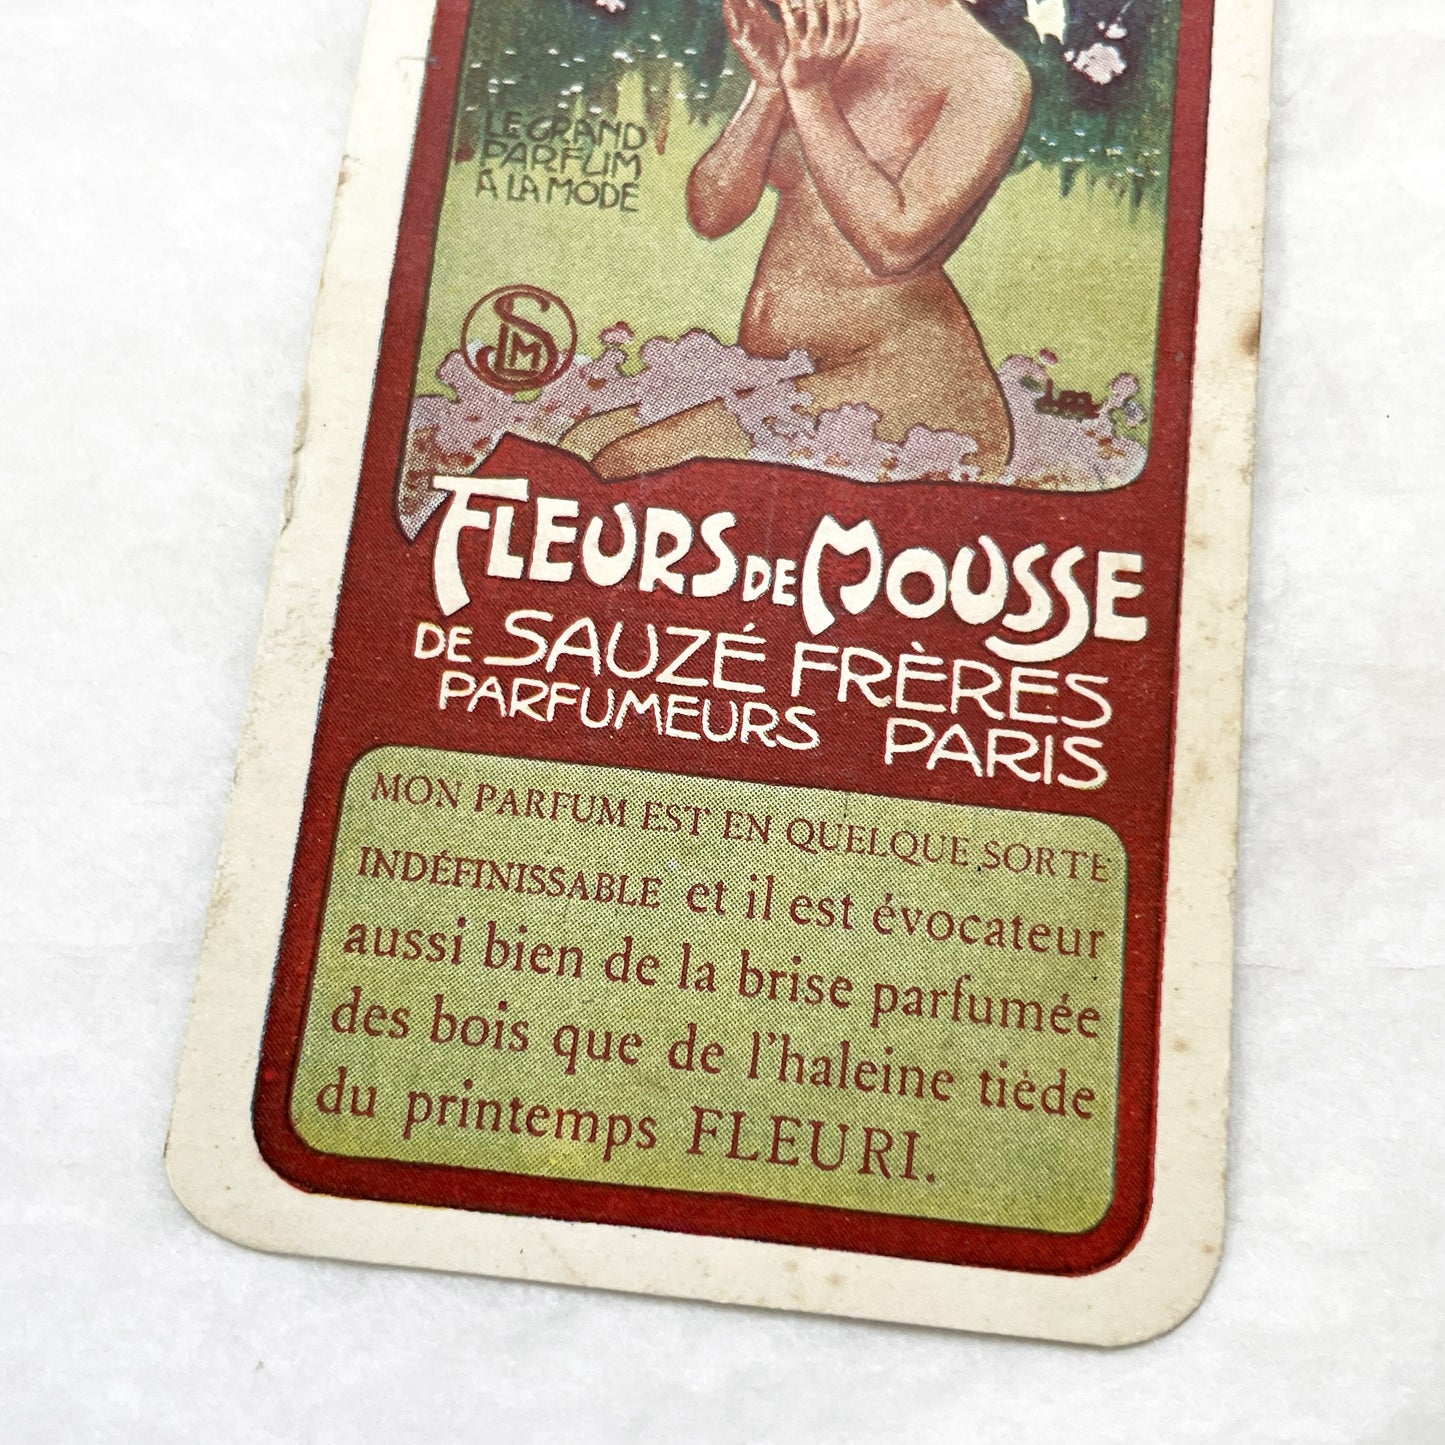 LE GRAND
PARFUM
A LA MODE
SLM
LM
FLEURS DE MOUSSE
DE SAUZÉ FRÈRES
PARFUMEURS PARIS
MON PARFUM EST EN QUELQUE SORTE
INDÉFINISSABLE et il est évocateur
aussi bien de la brise parfumée
des bois que de l'haleine tiède
du printemps FLEURI.